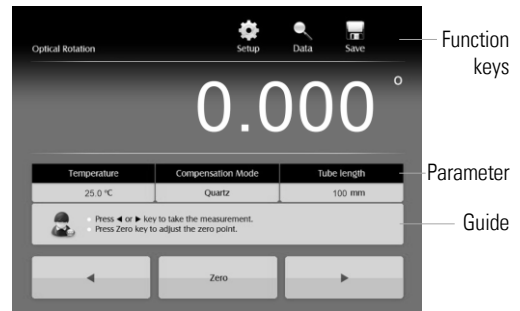 Optical Rotation
Setup Data Save
Function
keys
0.000 °
Temperature Compensation Mode Tube length
Parameter
25.0 ℃ Quartz 100 mm
Press ◄ or ► key to take the measurement.
Press Zero key to adjust the zero point.
Guide
◄ Zero ►